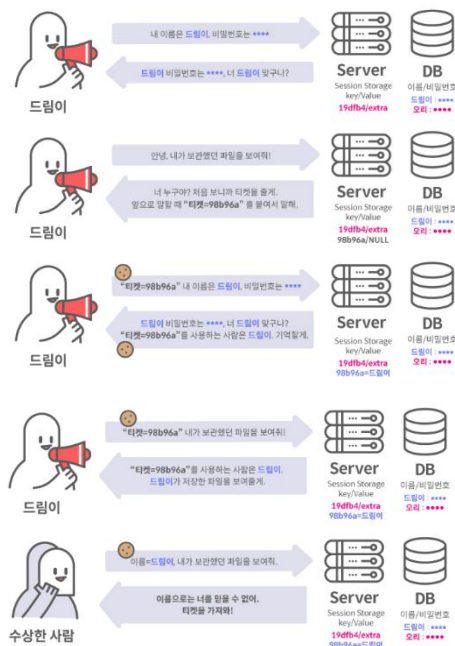 내 이름은 드림이, 비밀번호는 ****
드림이 비밀번호는 ****, 너 드림이 맞구나?
드림이
Server
Session Storage
key/Value
19dfb4/extra
DB
이름/비밀번호
드림이 : ****
오리 : ●●●●
안녕, 내가 보관했던 파일을 보여줘!
너 누구야? 처음 보니까 티켓을 줄게.
앞으로 말할 때 "티켓=98b96a" 를 붙여서 말해.
드림이
Server
Session Storage
key/Value
19dfb4/extra
98b96a/NULL
DB
이름/비밀번호
드림이 : ****
오리 : ●●●●
"티켓=98b96a" 내 이름은 드림이, 비밀번호는 ****
드림이 비밀번호는 ****, 너 드림이 맞구나?
"티켓=98b96a"를 사용하는 사람은 드림이. 기억할게.
드림이
Server
Session Storage
key/Value
19dfb4/extra
98b96a=드림이
DB
이름/비밀번호
드림이 : ****
오리 : ●●●●
"티켓=98b96a" 내가 보관했던 파일을 보여줘!
"티켓=98b96a"를 사용하는 사람은 드림이.
드림이가 저장한 파일을 보여줄게.
드림이
Server
Session Storage
key/Value
19dfb4/extra
98b96a=드림이
DB
이름/비밀번호
드림이 : ****
오리 : ●●●●
이름=드림이, 내가 보관했던 파일을 보여줘.
이름으로는 너를 믿을 수 없어.
티켓을 가져와!
수상한 사람
Server
Session Storage
key/Value
19dfb4/extra
98b96a=드림이
DB
이름/비밀번호
드림이 : ****
오리 : ●●●●